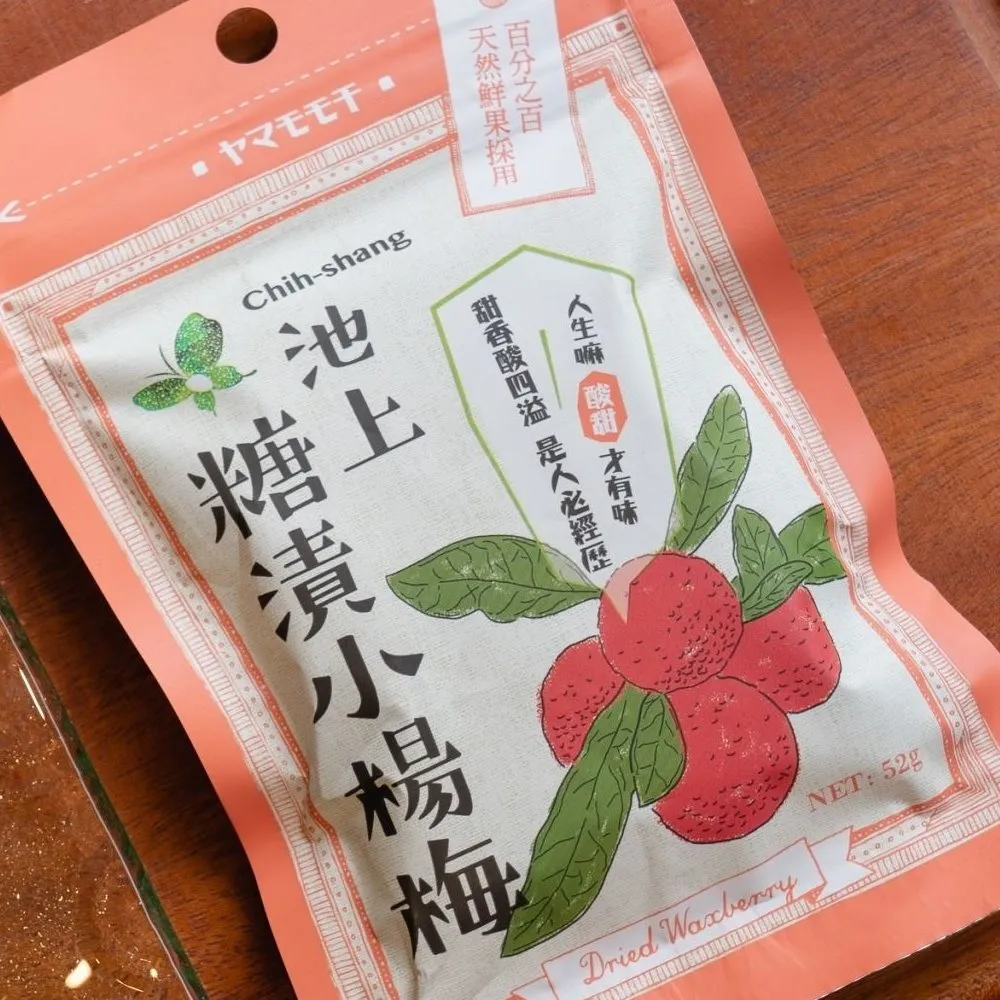 ヤマモモチ
百分之百
天然鮮果採用
Chih-shang
池上
糖漬小楊梅
人生嘛 酸甜 才有味
甜香酸四溢 是人必經歷
NET: 52g
Dried Waxberry